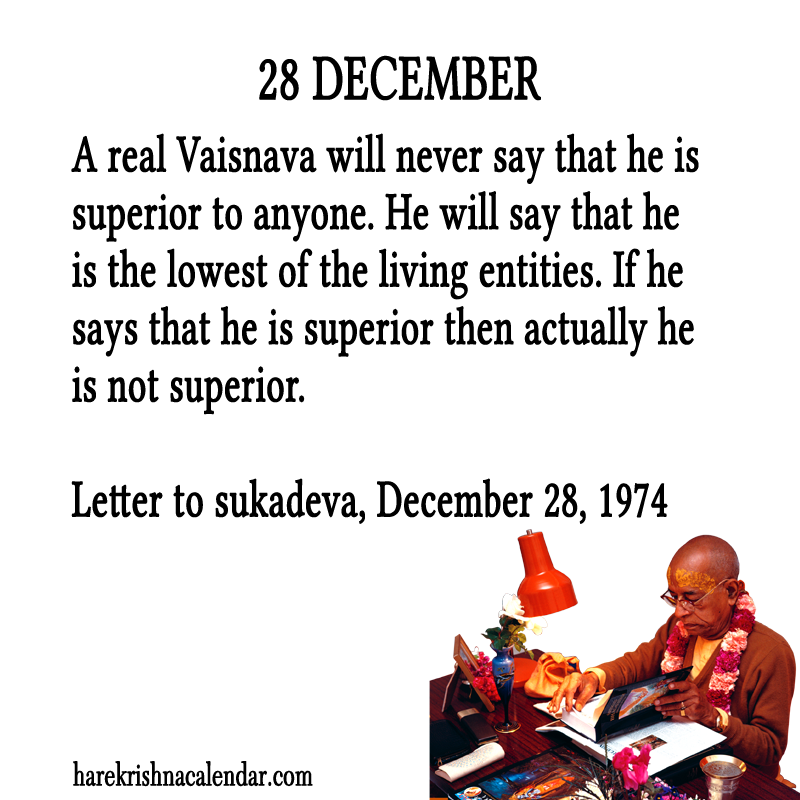 28 DECEMBER
A real Vaisnava will never say that he is
superior to anyone. He will say that he
is the lowest of the living entities. If he
says that he is superior then actually he
is not superior.
Letter to sukadeva, December 28, 1974
harekrishnacalendar.com